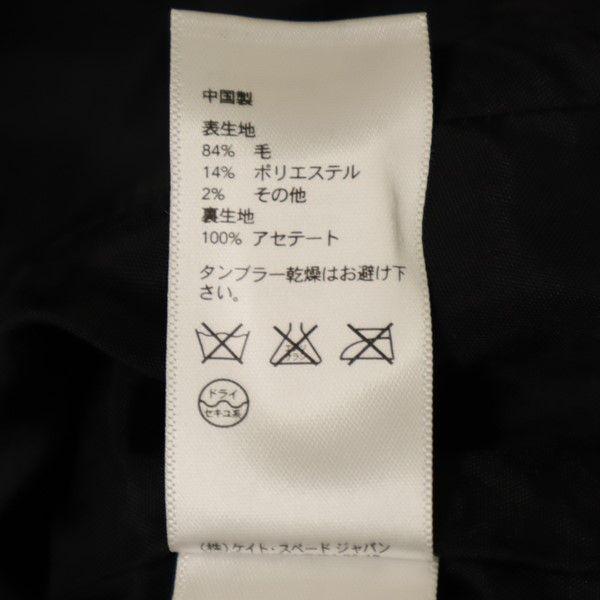 中国製
表生地
84% 毛
14% ポリエステル
2% その他
裏生地
100% アセテート
タンブラー乾燥はお避け下
さい。
ドライ
セキユ系
(株)ケイト・スペード ジャパン